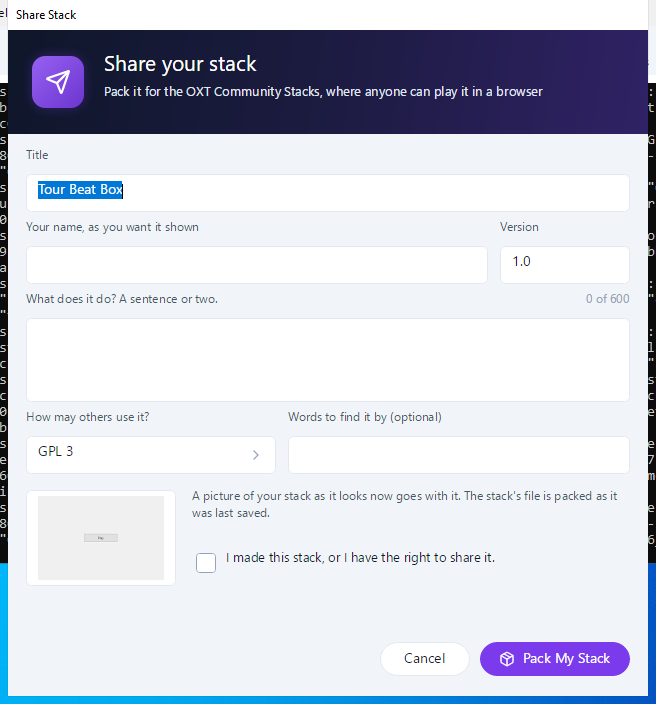 Share Stack
Share your stack
Pack it for the OXT Community Stacks, where anyone can play it in a browser
Title
Tour Beat Box
Your name, as you want it shown
Version
1.0
What does it do? A sentence or two.
0 of 600
How may others use it?
Words to find it by (optional)
GPL 3
A picture of your stack as it looks now goes with it. The stack's file is packed as it
was last saved.
I made this stack, or I have the right to share it.
Cancel
Pack My Stack